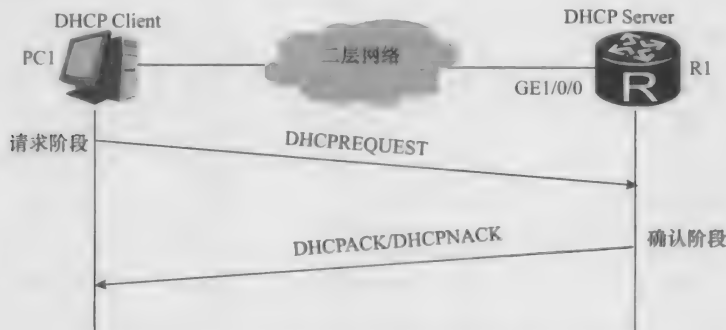 DHCP Client
DHCP Server
PC1
二层网络
GE1/0/0
R1
R
请求阶段
DHCPREQUEST
DHCPACK/DHCPNACK
确认阶段